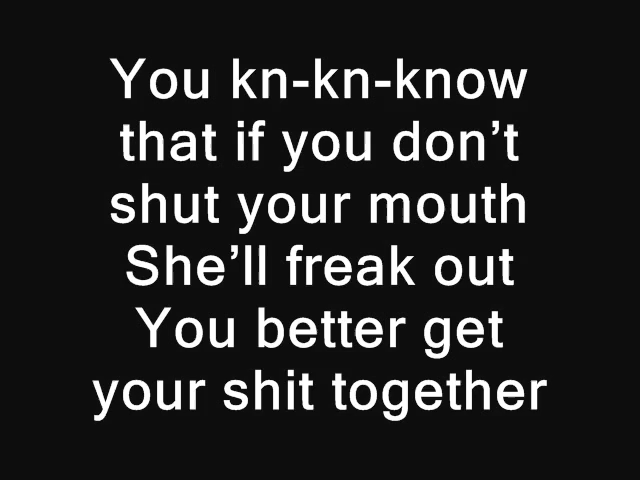 You kn-kn-know
that if you don’t
shut your mouth
She’ll freak out
You better get
your shit together